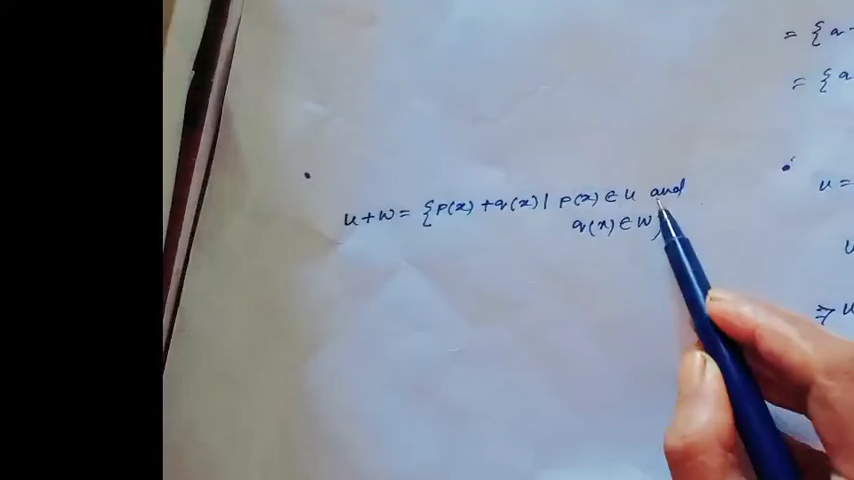 = {a
= {a
u+w = {P(x) +q(x) | P(x) ∈ u and
q(x) ∈ w}
u =
u
⇒ u